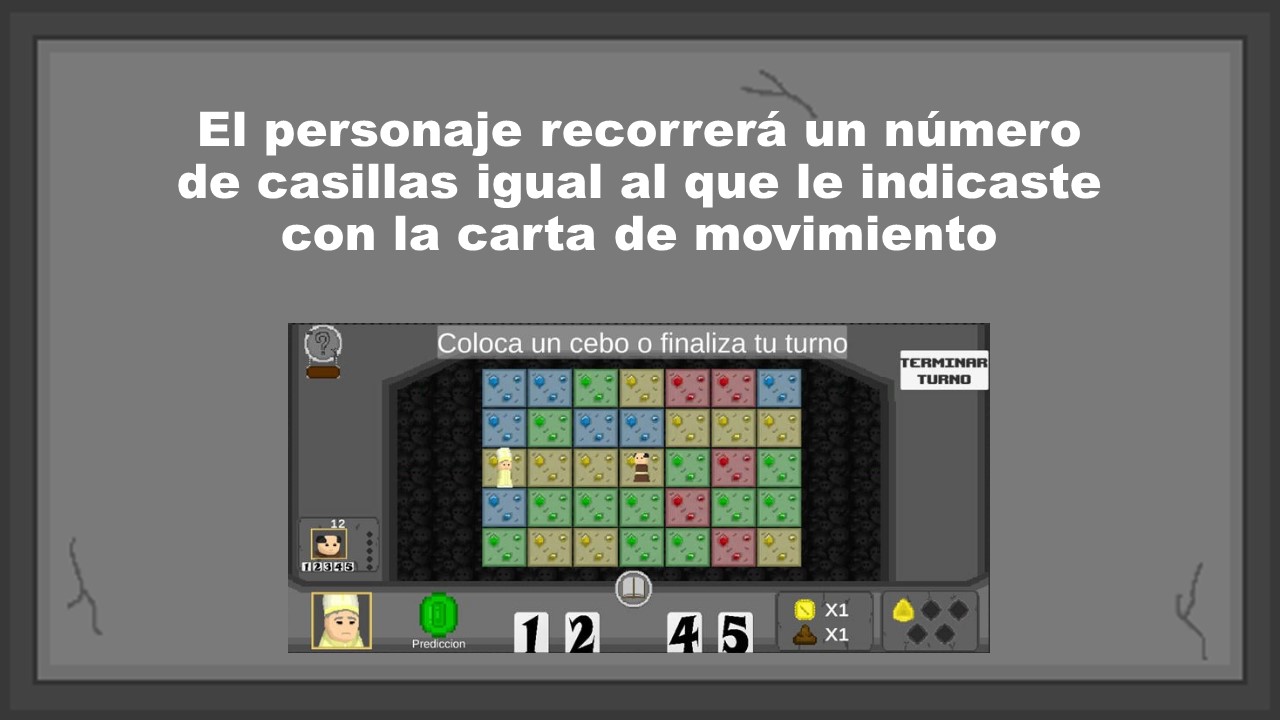 El personaje recorrerá un número
de casillas igual al que le indicaste
con la carta de movimiento
?
Coloca un cebo o finaliza tu turno
TERMINAR
TURNO
12
12345
Prediccion
1 2 4 5
X1
X1